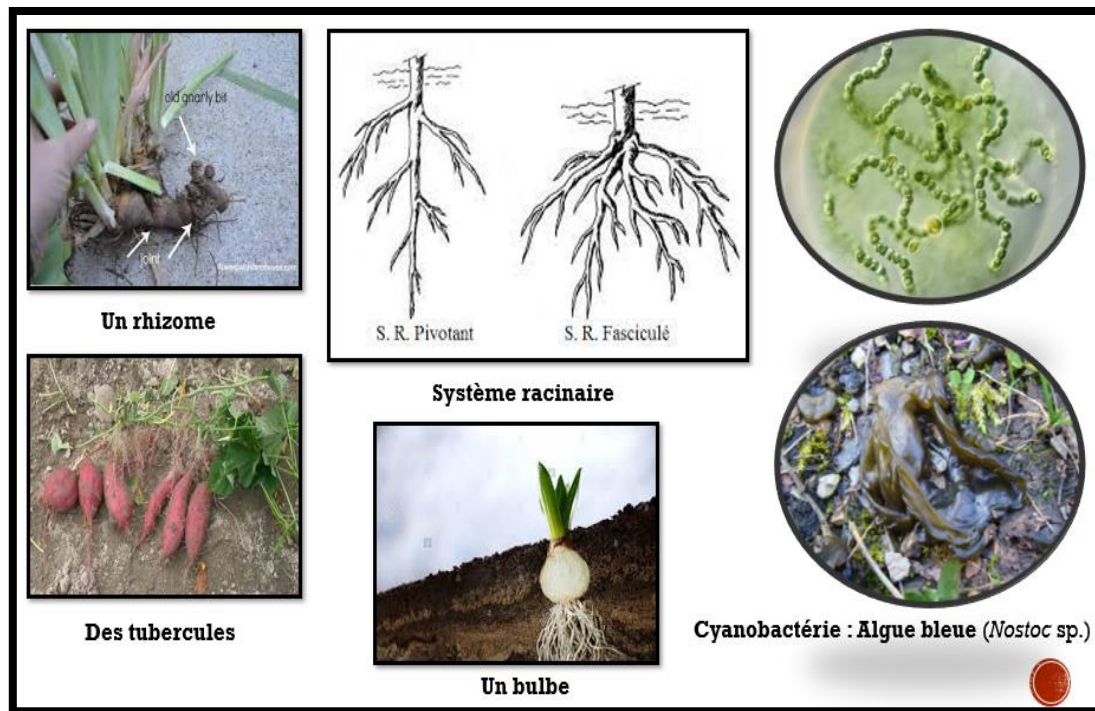 old gnarly bit
joint
Un rhizome
S. R. Pivotant
S. R. Fasciculé
Système racinaire
Des tubercules
Un bulbe
Cyanobactérie : Algue bleue (Nostoc sp.)